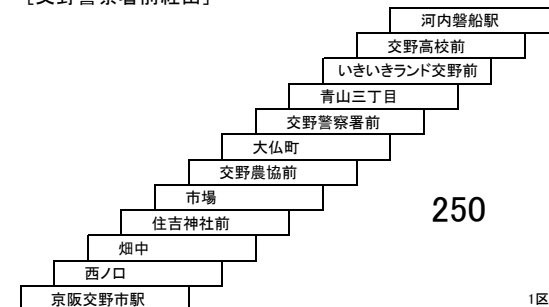 [交野警察署前経由]
河内磐船駅
交野高校前
いきいきランド交野前
青山三丁目
交野警察署前
大仏町
交野農協前
市場
250
住吉神社前
畑中
西ノ口
京阪交野市駅
1区